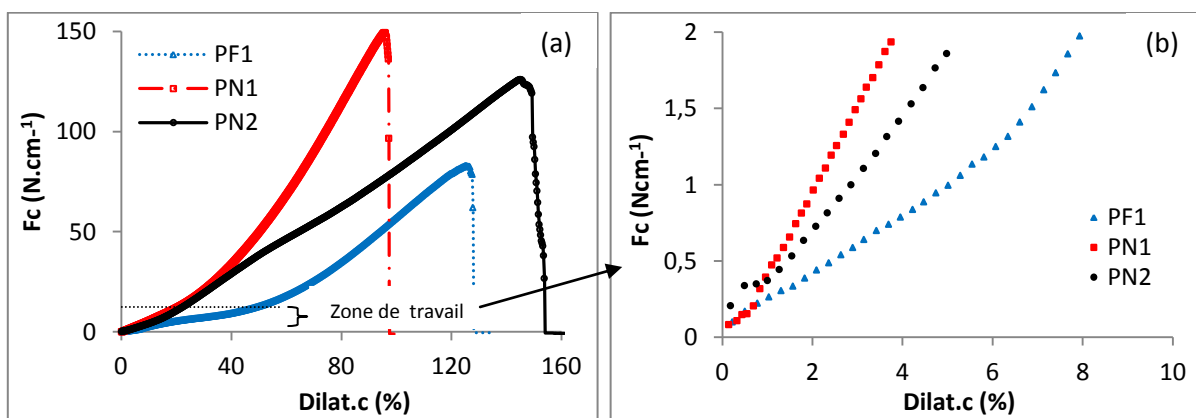 (a)
Fc (N.cm-1)
150
100
50
0
PF1
PN1
PN2
Zone de travail
0 40 80 120 160
Dilat.c (%)
(b)
Fc (Ncm-1)
2
1,5
1
0,5
0
PF1
PN1
PN2
0 2 4 6 8 10
Dilat.c (%)